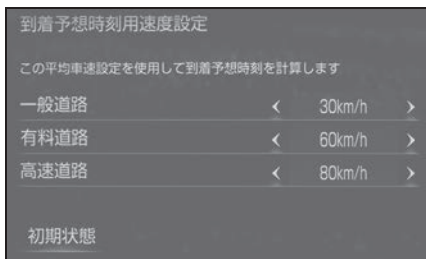 到着予想時刻用速度設定
この平均車速設定を使用して到着予想時刻を計算します
一般道路 < 30km/h >
有料道路 < 60km/h >
高速道路 < 80km/h >
初期状態